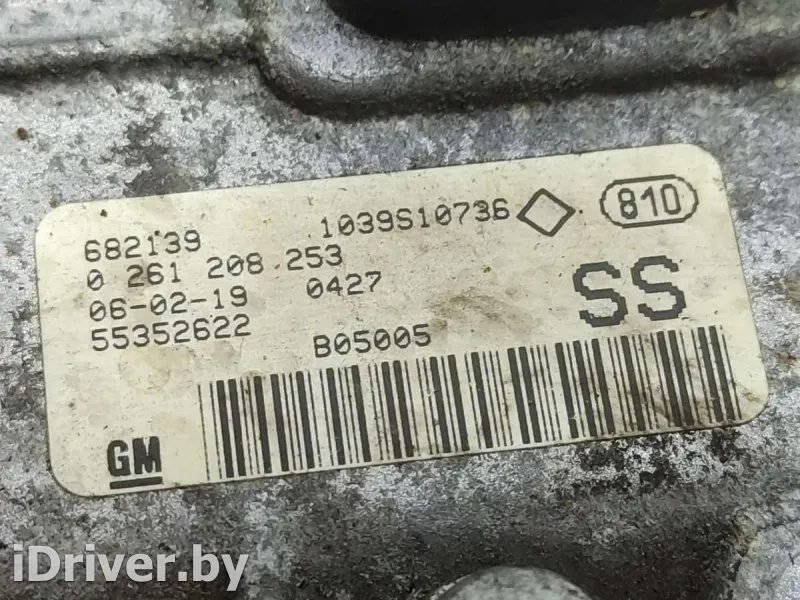 682139 1039S10736 810
0 261 208 253
06-02-19 0427 SS
55352622 B05005
GM
iDriver.by